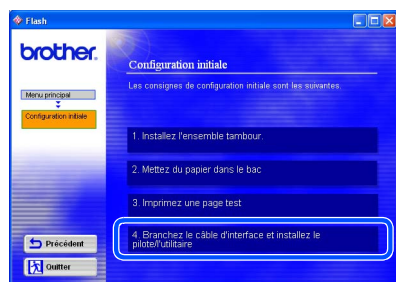 Flash
brother.
Menu principal
Configuration initiale
Configuration initiale
Les consignes de configuration initiale sont les suivantes.
1. Installez l'ensemble tambour.
2. Mettez du papier dans le bac
3. Imprimez une page test
4. Branchez le câble d'interface et installez le
pilote/l'utilitaire
Précédent
Quitter